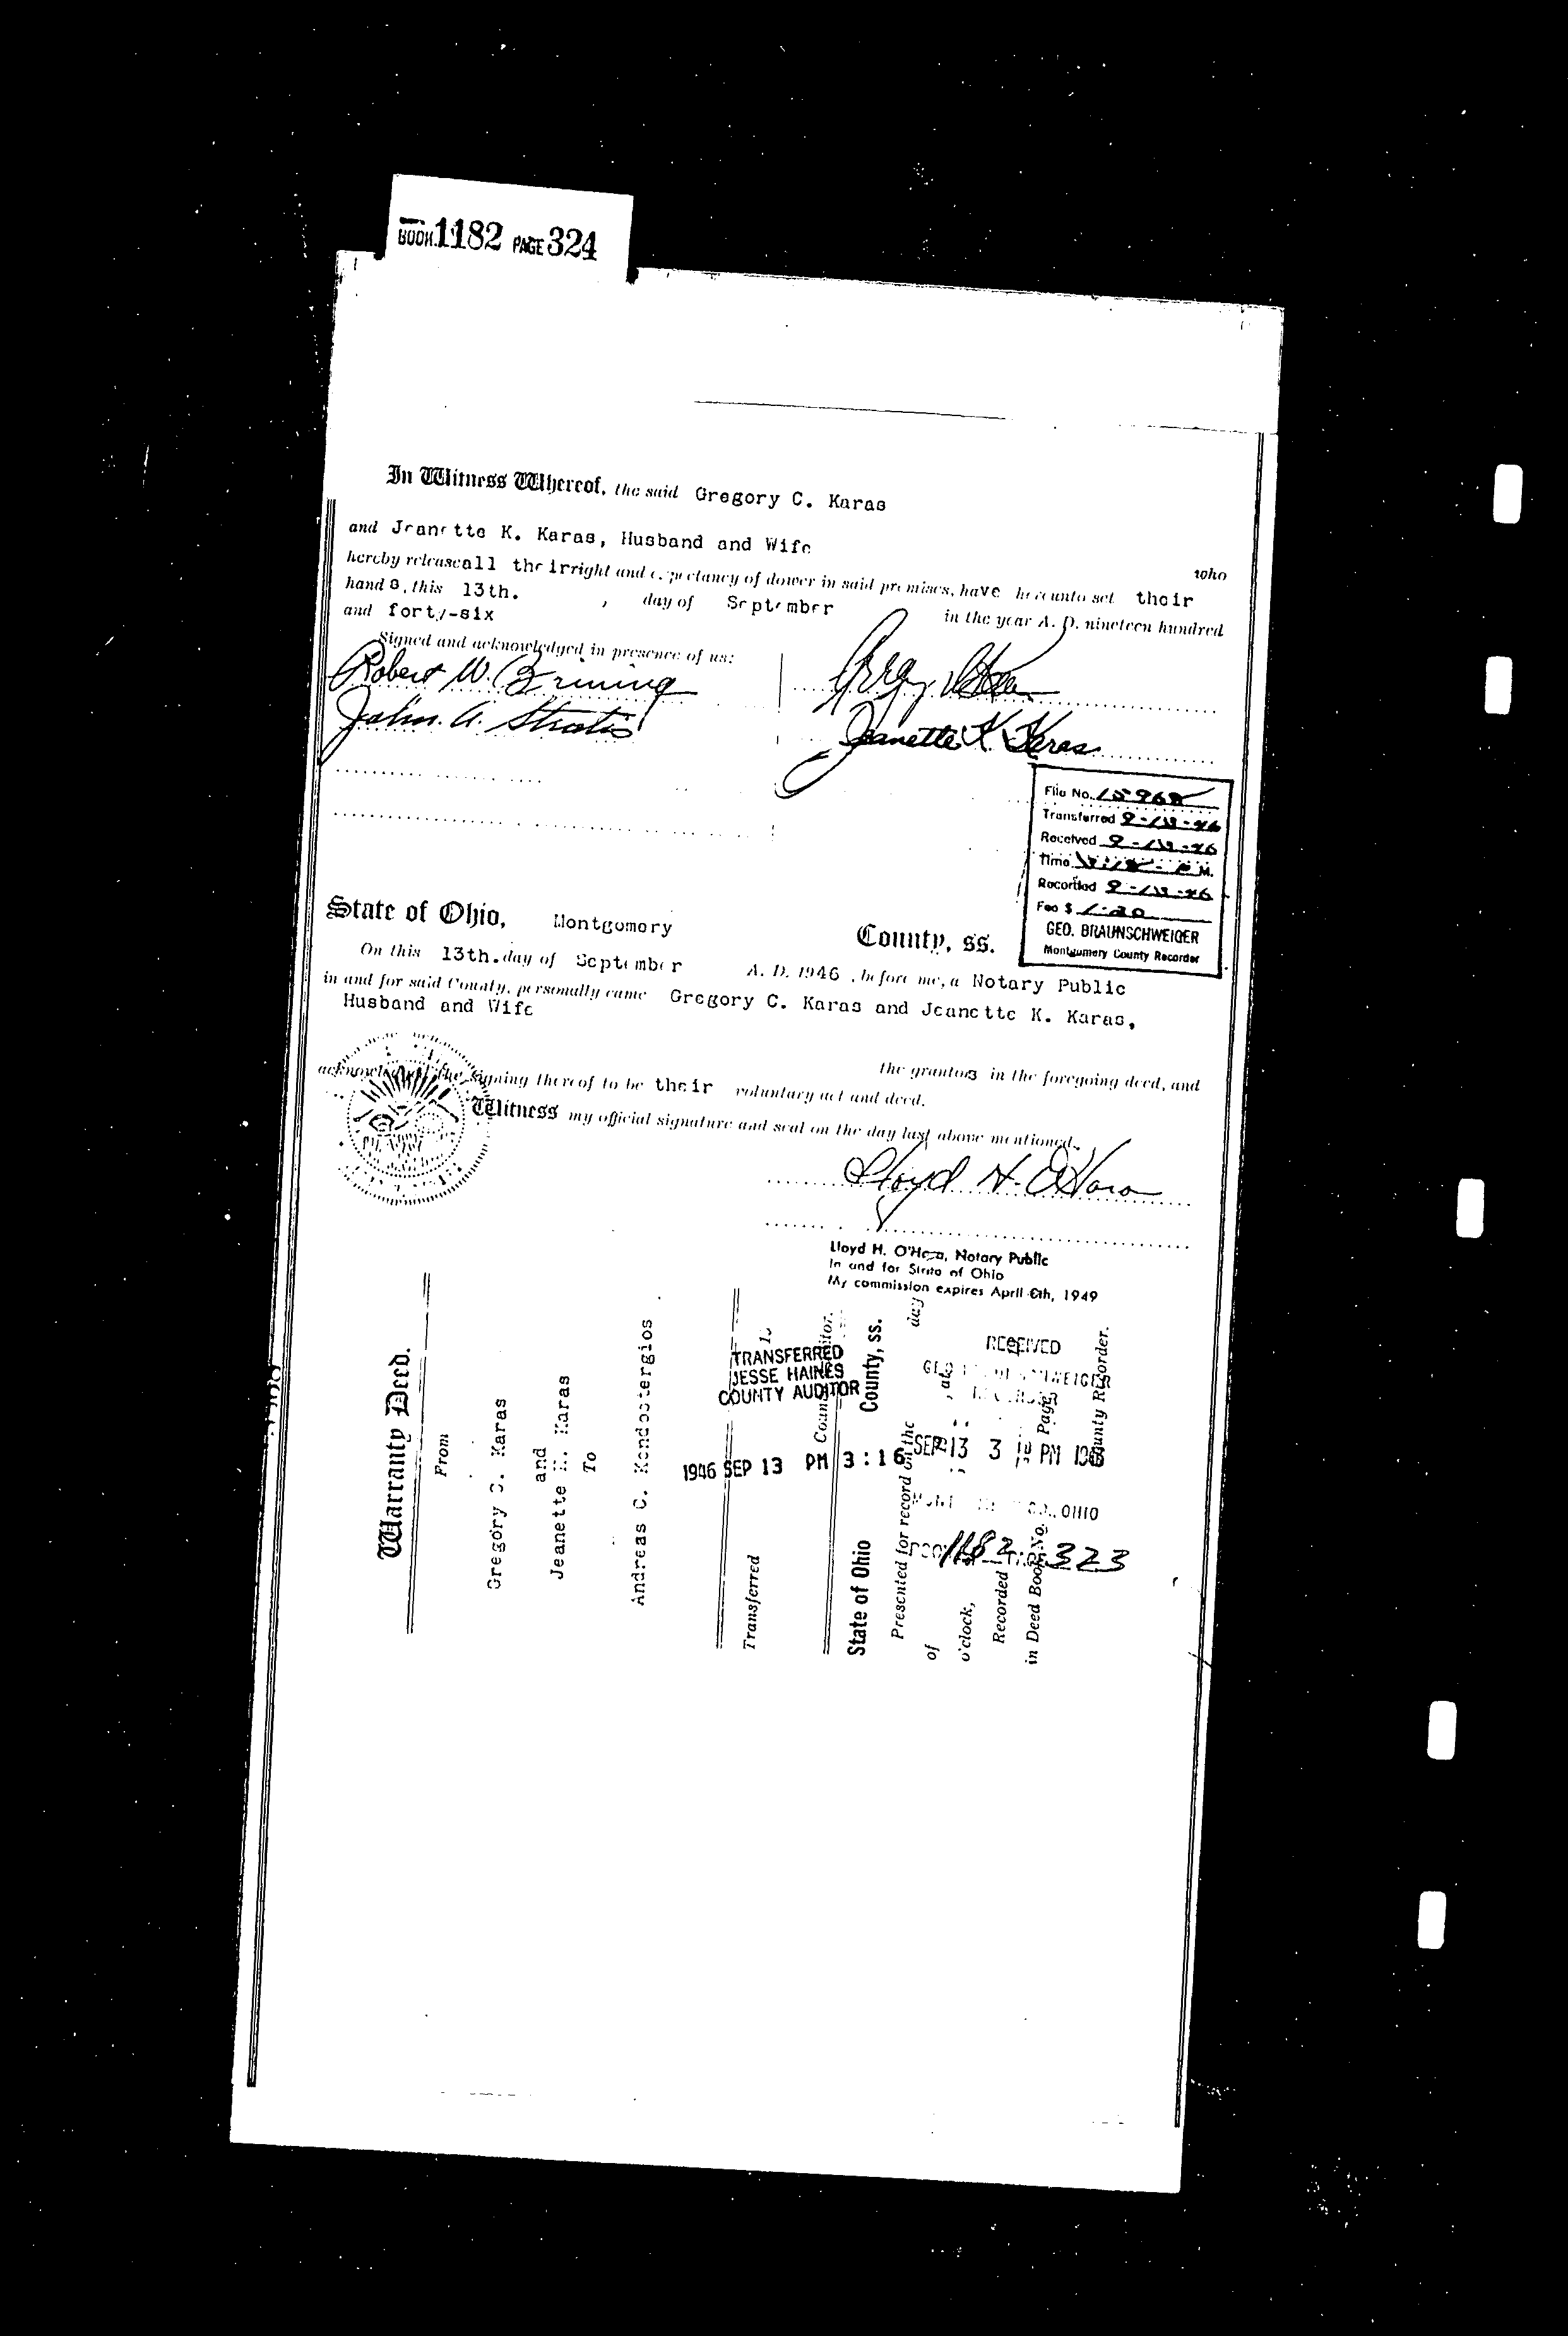 BOOK 1182 PAGE 324
In Witness Whereof, the said Gregory C. Karas
and Jeanette K. Karas, Husband and Wife
who
hereby release all their right and expectancy of dower in said premises, have hereunto set their
hands, this 13th. day of September in the year A. D. nineteen hundred
and forty-six
Signed and acknowledged in presence of us:
Robert W. Brining
John A. Stratis
Jeanette K. Karas
File No. 15968
Transferred 9-13-46
Received 9-13-46
Time P M.
Recorded 9-13-46
Fee $ 1.20
GEO. BRAUNSCHWEIGER
Montgomery County Recorder
State of Ohio, Montgomery County, ss.
On this 13th. day of September A. D. 1946, before me, a Notary Public
in and for said County, personally came Gregory C. Karas and Jeanette K. Karas,
Husband and Wife
the grantors in the foregoing deed, and
acknowledged the signing thereof to be their voluntary act and deed.
Witness my official signature and seal on the day last above mentioned.
Lloyd H. O'Hara
Lloyd H. O'Hara, Notary Public
In and for State of Ohio
My commission expires April 6th, 1949
Warranty Deed.
From
Gregory C. Karas
and
Jeanette K. Karas
To
Andreas C. Kondostergios
Transferred 19
County Auditor.
TRANSFERRED
JESSE HAINES
COUNTY AUDITOR
1946 SEP 13 PM 3:16
State of Ohio County, ss.
Presented for record on the day
of , at
o'clock,
Recorded
in Deed Book No. Page
County Recorder.
RECEIVED
GEO BRAUNSCHWEIGER
RECORDER
SEP 13 3 PM 1946
MONT CO., OHIO
BOOK 1182 PAGE 323